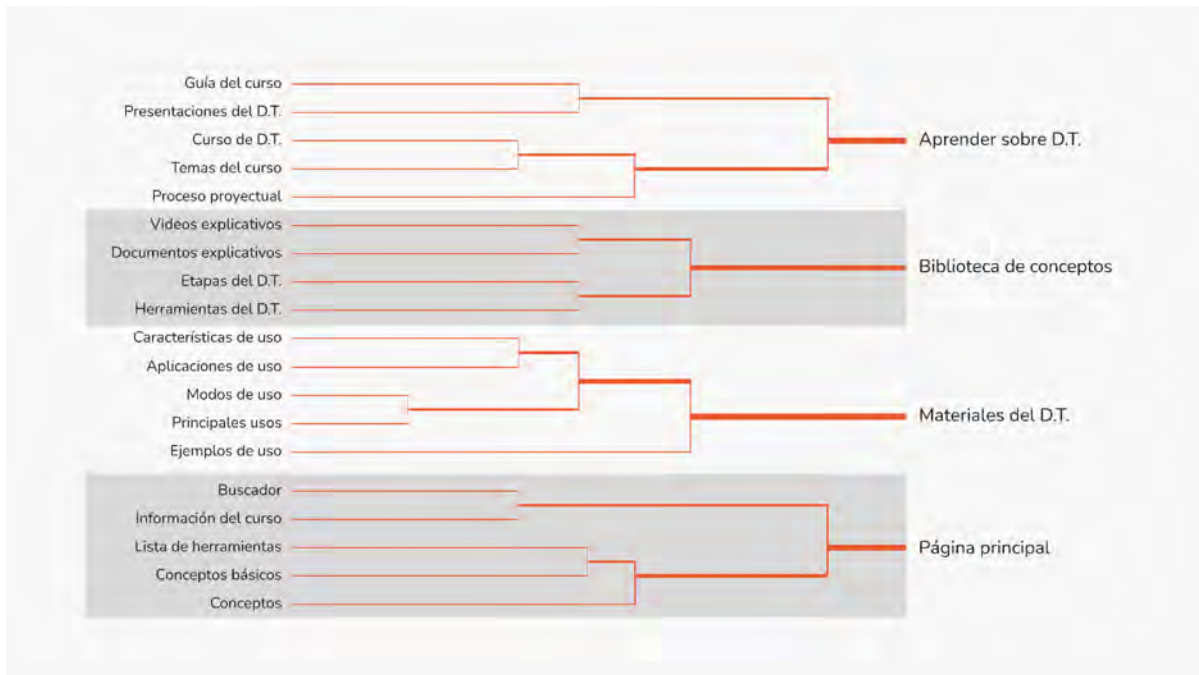 Guía del curso
Presentaciones del D.T.
Curso de D.T.
Temas del curso
Proceso proyectual
Aprender sobre D.T.
Videos explicativos
Documentos explicativos
Etapas del D.T.
Herramientas del D.T.
Biblioteca de conceptos
Características de uso
Aplicaciones de uso
Modos de uso
Principales usos
Ejemplos de uso
Materiales del D.T.
Buscador
Información del curso
Lista de herramientas
Conceptos básicos
Conceptos
Página principal